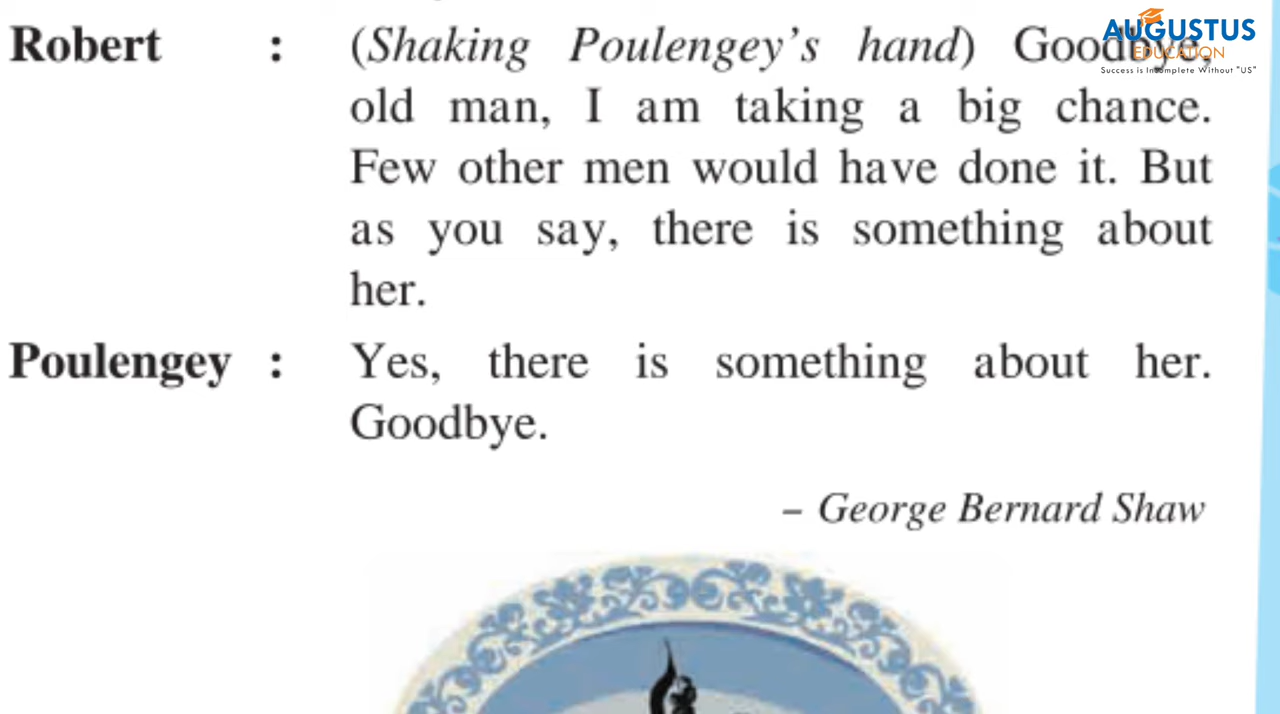 AUGUSTUS
EDUCATION
Success is Incomplete Without "US"
Robert : (Shaking Poulengey's hand) Goodbye,
old man, I am taking a big chance.
Few other men would have done it. But
as you say, there is something about
her.
Poulengey : Yes, there is something about her.
Goodbye.
– George Bernard Shaw